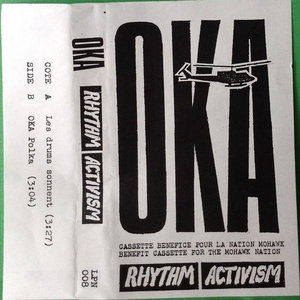 COTE A Les drums sonnent (3:27)
SIDE B OKA Polka (3:04)
OKA
RHYTHM ACTIVISM
LPN
008
OKA
CASSETTE BENEFICE POUR LA NATION MOHAWK
BENEFIT CASSETTE FOR THE MOHAWK NATION
RHYTHM ACTIVISM